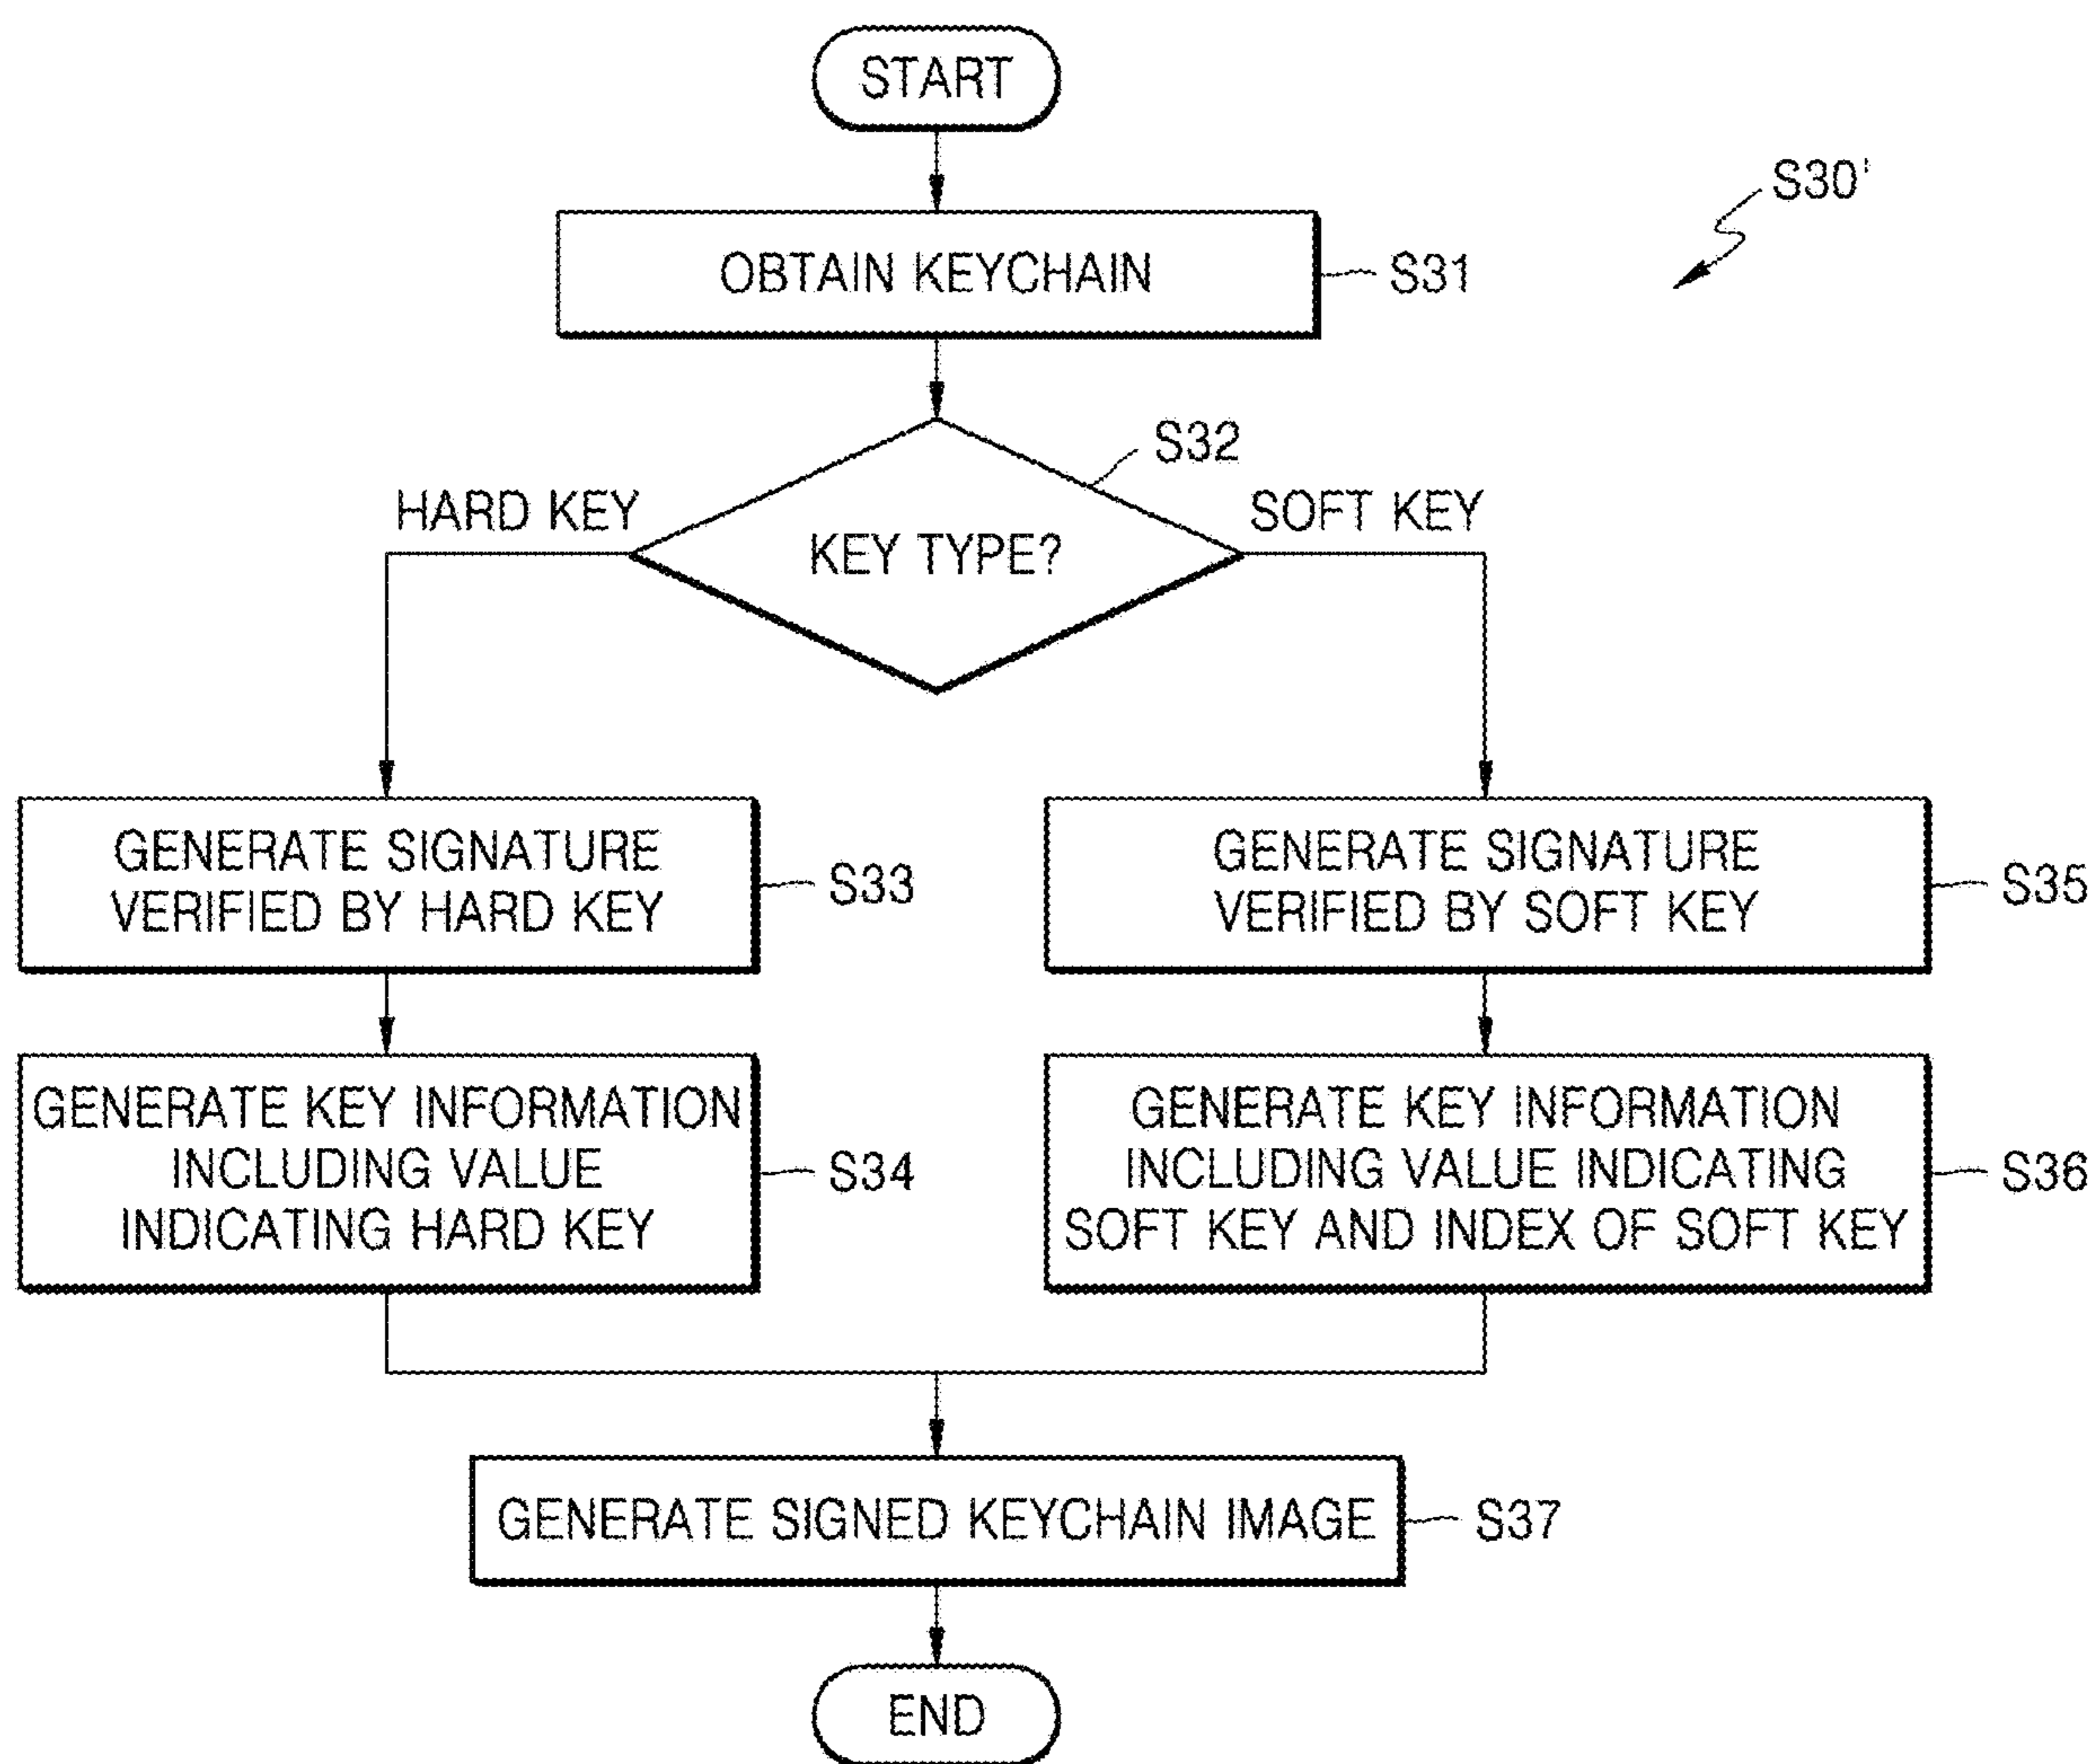 START
S30'
OBTAIN KEYCHAIN
S31
S32
HARD KEY
SOFT KEY
KEY TYPE?
GENERATE SIGNATURE
VERIFIED BY HARD KEY
S33
GENERATE SIGNATURE
VERIFIED BY SOFT KEY
S35
GENERATE KEY INFORMATION
INCLUDING VALUE
INDICATING HARD KEY
S34
GENERATE KEY INFORMATION
INCLUDING VALUE INDICATING
SOFT KEY AND INDEX OF SOFT KEY
S36
GENERATE SIGNED KEYCHAIN IMAGE
S37
END